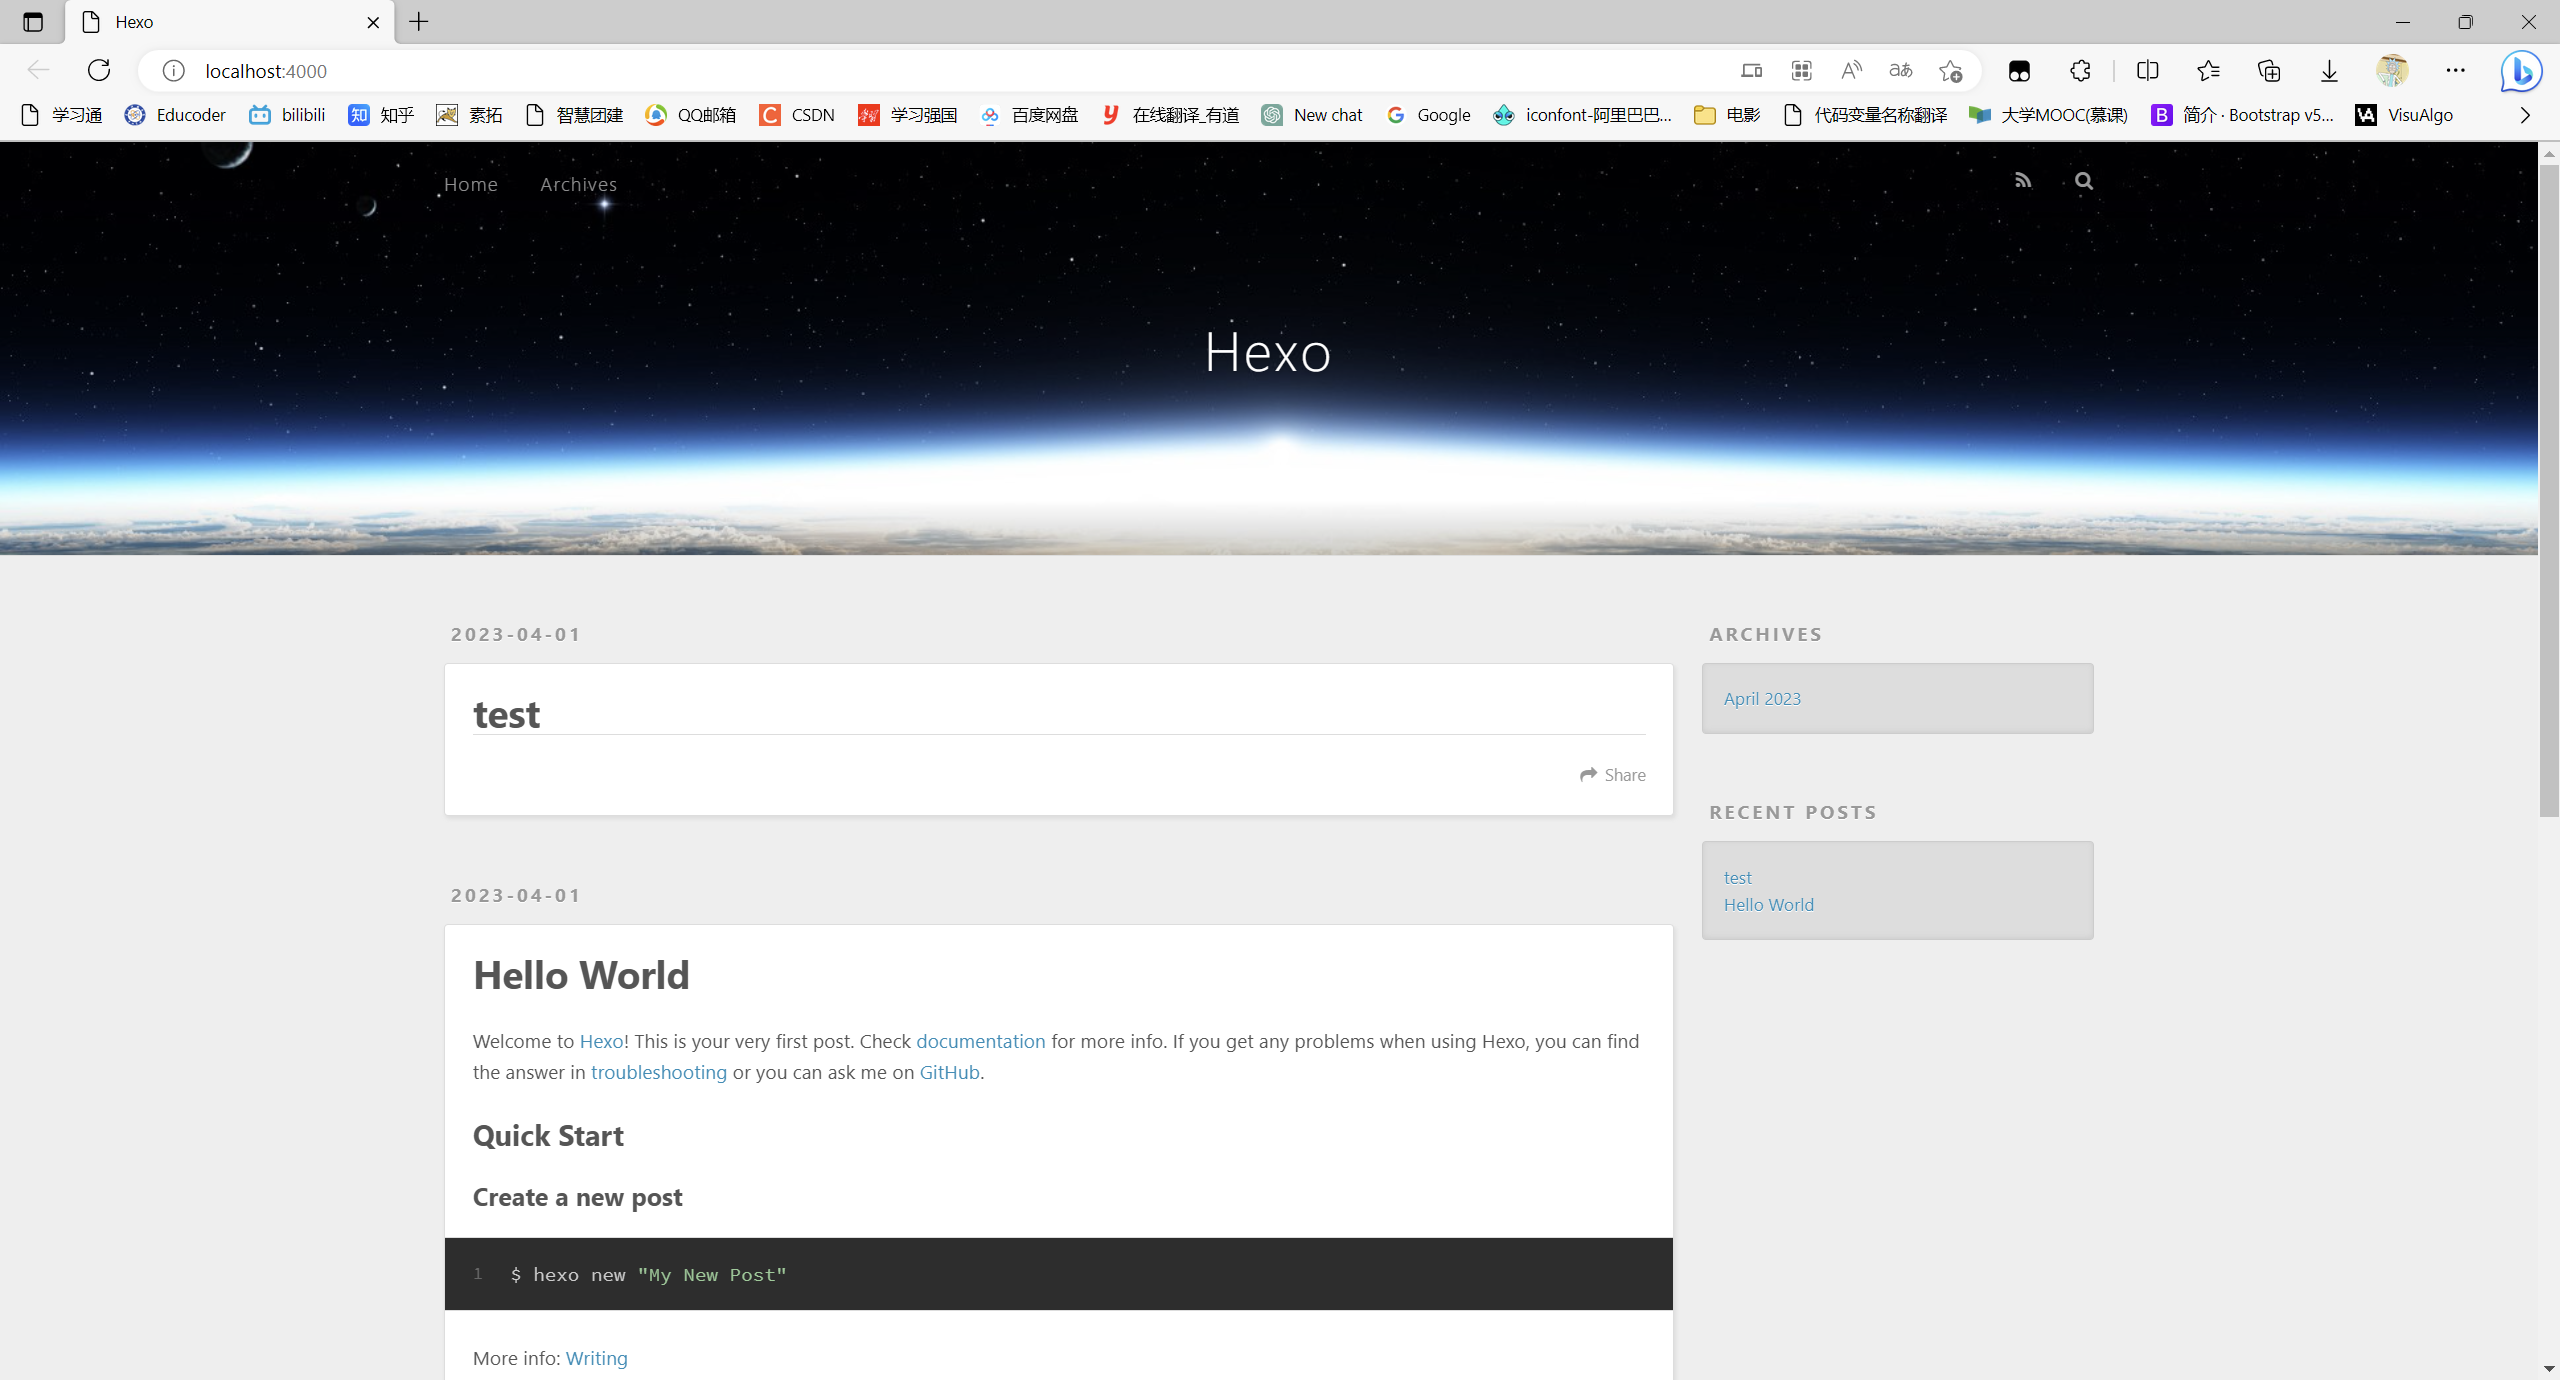 Hexo
localhost:4000
学习通 Educoder bilibili 知乎 素拓 智慧团建 QQ邮箱 CSDN 学习强国 百度网盘 在线翻译_有道 New chat Google iconfont-阿里巴巴... 电影 代码变量名称翻译 大学MOOC(慕课) 简介 · Bootstrap v5... VisuAlgo
Home Archives
Hexo
2023-04-01
test
Share
2023-04-01
Hello World
Welcome to Hexo! This is your very first post. Check documentation for more info. If you get any problems when using Hexo, you can find
the answer in troubleshooting or you can ask me on GitHub.
Quick Start
Create a new post
1 $ hexo new "My New Post"
More info: Writing
ARCHIVES
April 2023
RECENT POSTS
test
Hello World